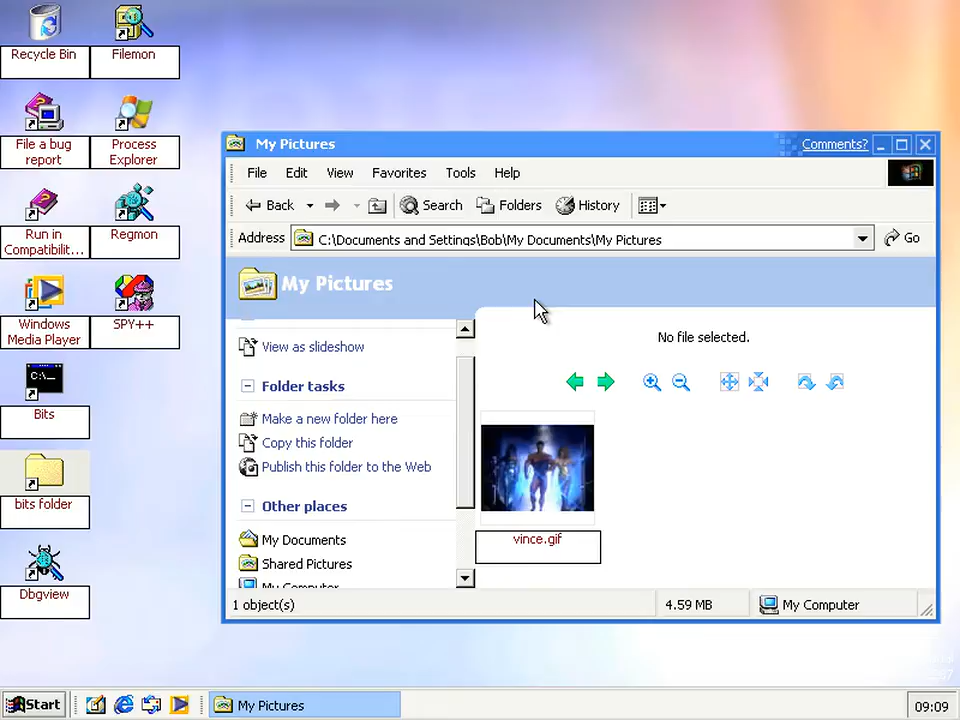 Recycle Bin
Filemon
File a bug
report
Process
Explorer
Run in
Compatibilit...
Regmon
Windows
Media Player
SPY++
C:\_
Bits
bits folder
Dbgview
My Pictures
Comments?
File Edit View Favorites Tools Help
Back Search Folders History
Address C:\Documents and Settings\Bob\My Documents\My Pictures Go
My Pictures
View as slideshow
Folder tasks
Make a new folder here
Copy this folder
Publish this folder to the Web
Other places
My Documents
Shared Pictures
My Computer
No file selected.
vince.gif
1 object(s) 4.59 MB My Computer
Start My Pictures 09:09